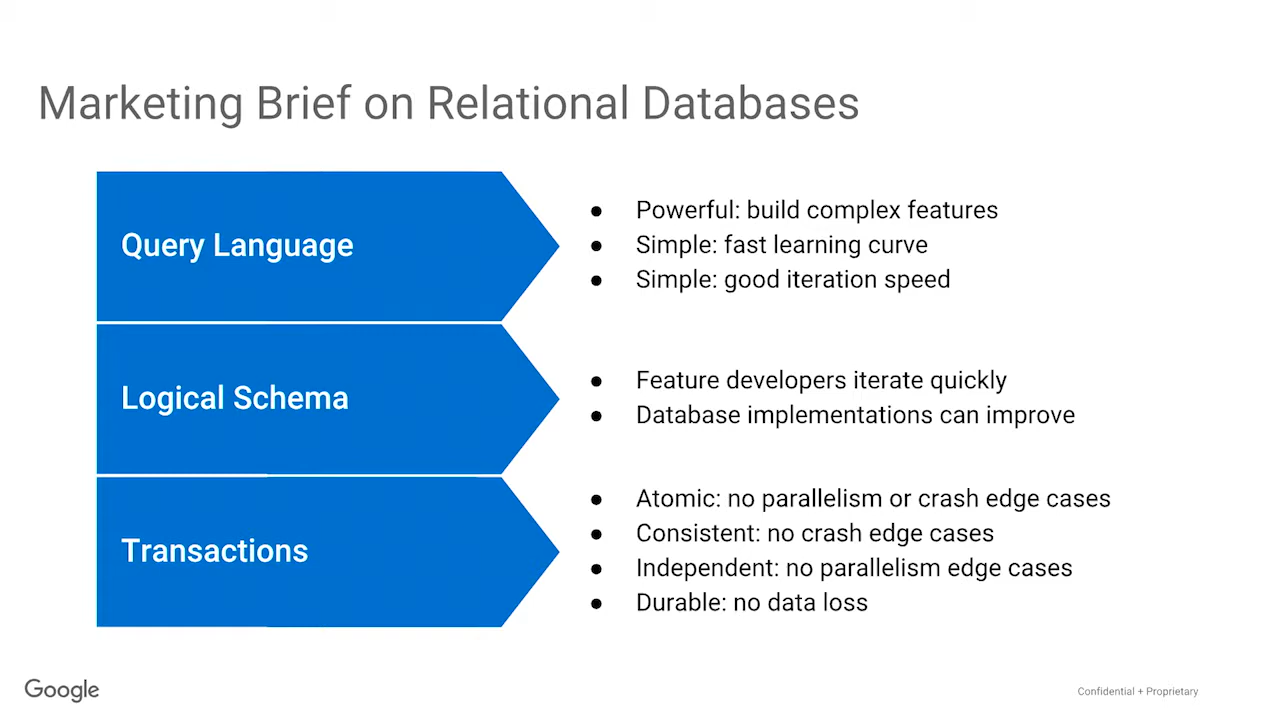 Marketing Brief on Relational Databases
Query Language
● Powerful: build complex features
● Simple: fast learning curve
● Simple: good iteration speed
Logical Schema
● Feature developers iterate quickly
● Database implementations can improve
Transactions
● Atomic: no parallelism or crash edge cases
● Consistent: no crash edge cases
● Independent: no parallelism edge cases
● Durable: no data loss
Google
Confidential + Proprietary